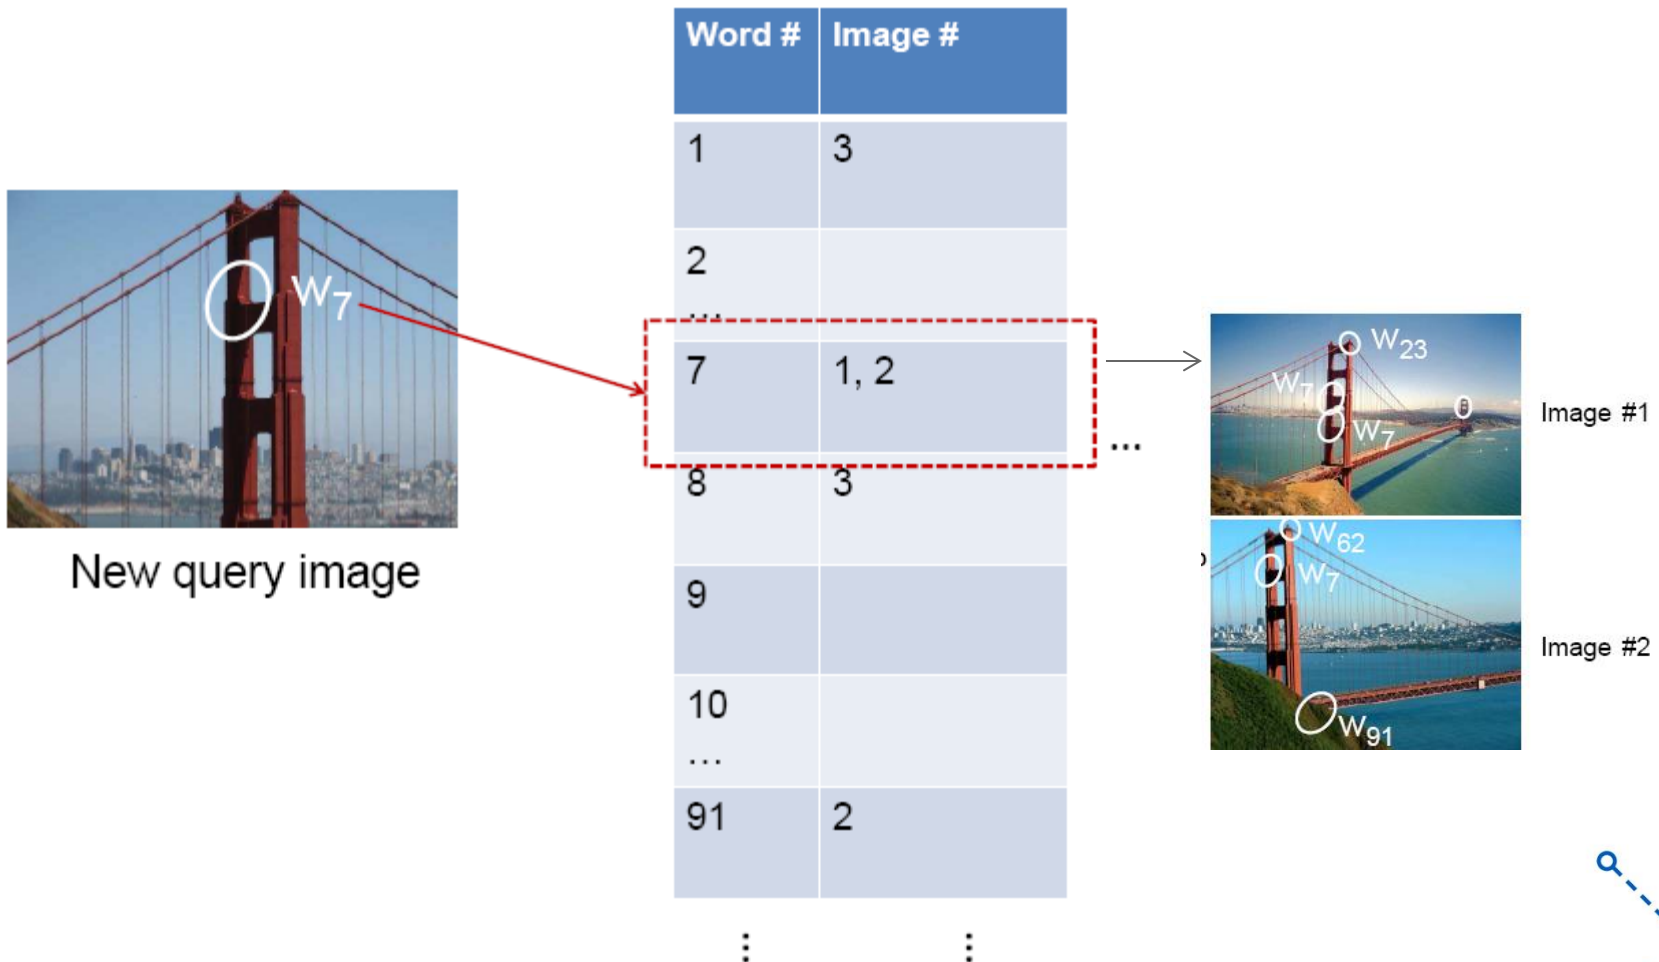 Word # Image #
1 3
2
...
7 1, 2
8 3
9
10
...
91 2
⋮ ⋮
W7
New query image
...
W23
W7
W7
Image #1
W62
W7
W91
Image #2